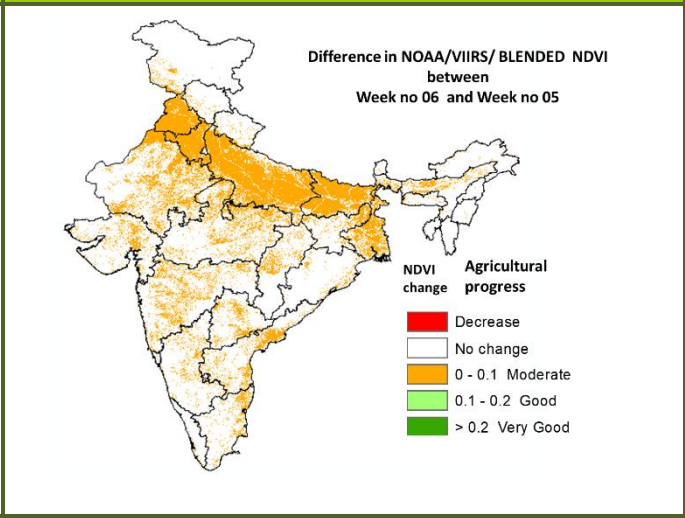 Difference in NOAA/VIIRS/ BLENDED NDVI
between
Week no 06 and Week no 05
NDVI change
Agricultural progress
Decrease
No change
0 - 0.1 Moderate
0.1 - 0.2 Good
> 0.2 Very Good